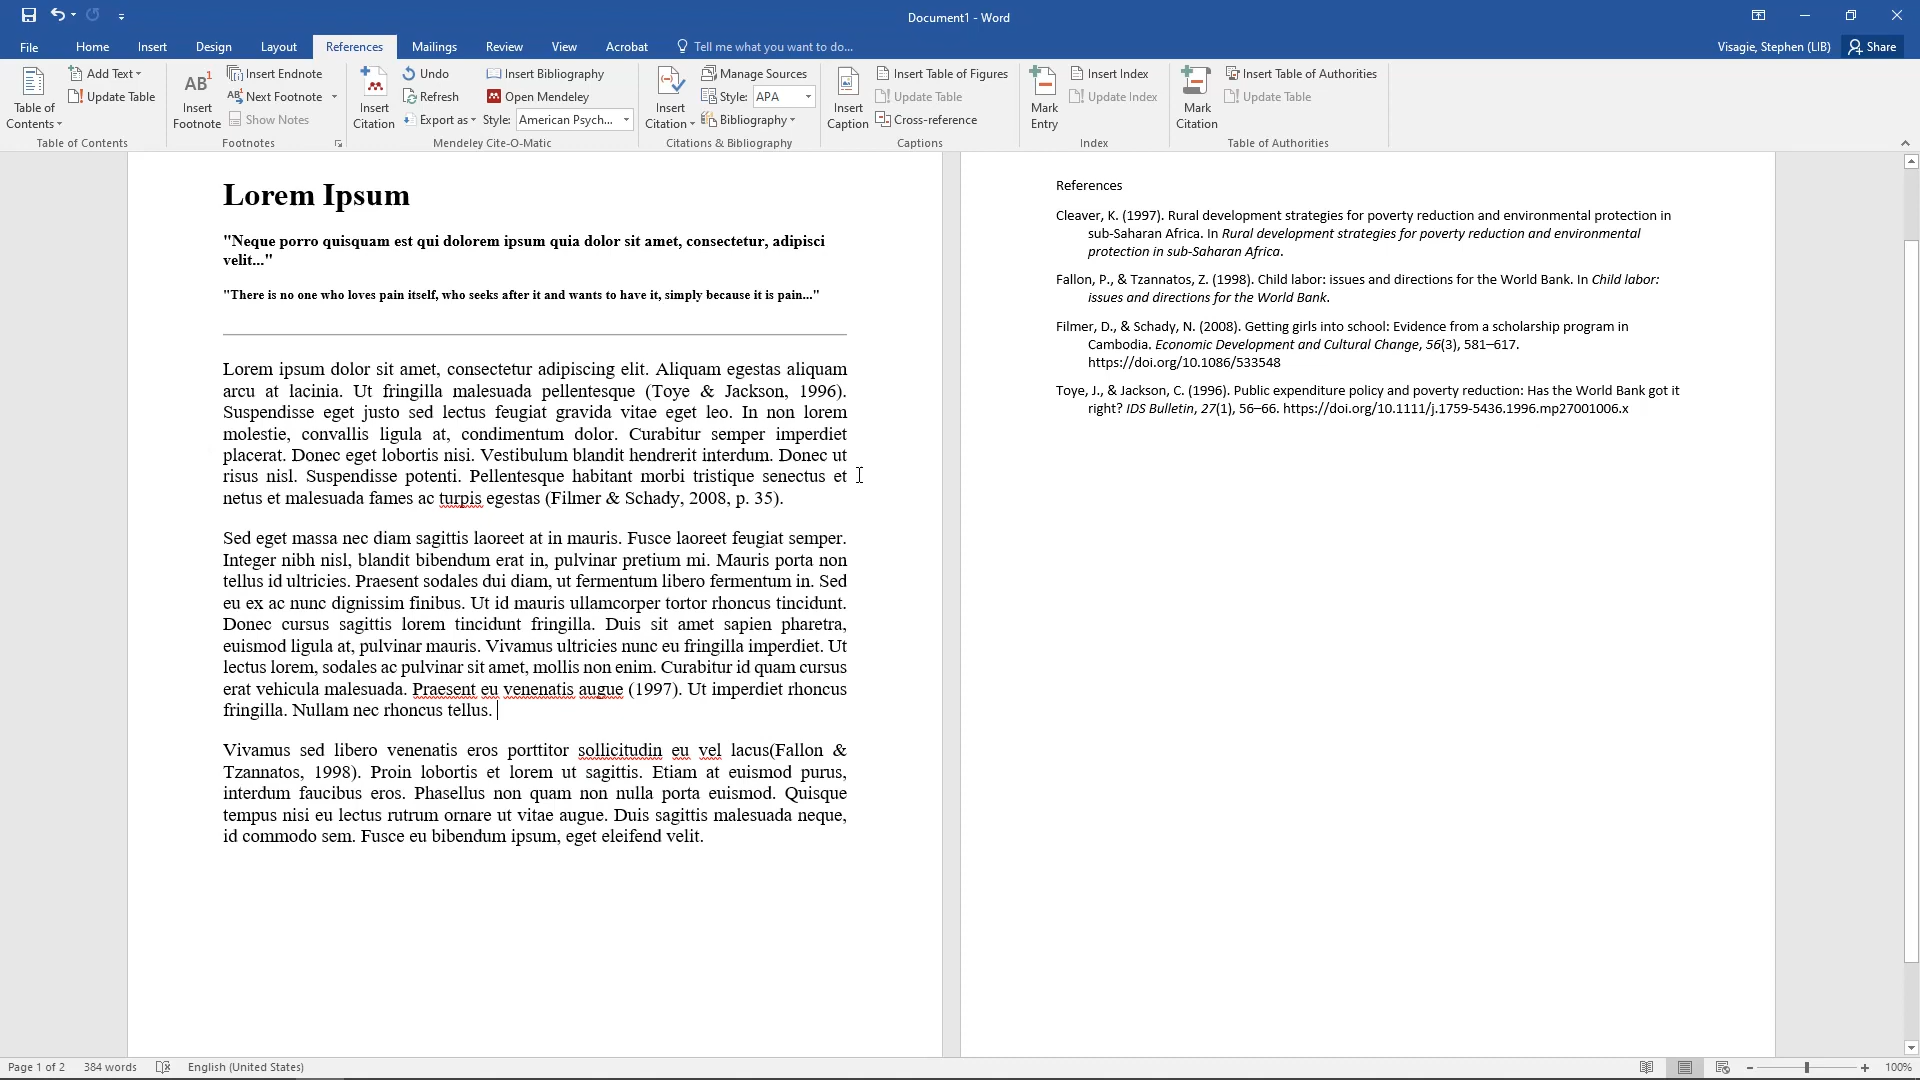 Document1 - Word
File Home Insert Design Layout References Mailings Review View Acrobat Tell me what you want to do... Visagie, Stephen (LIB) Share
Table of Contents
Add Text
Update Table
Table of Contents
AB1
Insert Footnote
Insert Endnote
Next Footnote
Show Notes
Footnotes
Insert Citation
Undo
Refresh
Export as
Insert Bibliography
Open Mendeley
Style: American Psych...
Mendeley Cite-O-Matic
Insert Citation
Manage Sources
Style: APA
Bibliography
Citations & Bibliography
Insert Caption
Insert Table of Figures
Update Table
Cross-reference
Captions
Mark Entry
Insert Index
Update Index
Index
Mark Citation
Insert Table of Authorities
Update Table
Table of Authorities
Lorem Ipsum
"Neque porro quisquam est qui dolorem ipsum quia dolor sit amet, consectetur, adipisci
velit..."
"There is no one who loves pain itself, who seeks after it and wants to have it, simply because it is pain..."
Lorem ipsum dolor sit amet, consectetur adipiscing elit. Aliquam egestas aliquam
arcu at lacinia. Ut fringilla malesuada pellentesque (Toye & Jackson, 1996).
Suspendisse eget justo sed lectus feugiat gravida vitae eget leo. In non lorem
molestie, convallis ligula at, condimentum dolor. Curabitur semper imperdiet
placerat. Donec eget lobortis nisi. Vestibulum blandit hendrerit interdum. Donec ut
risus nisl. Suspendisse potenti. Pellentesque habitant morbi tristique senectus et
netus et malesuada fames ac turpis egestas (Filmer & Schady, 2008, p. 35).
Sed eget massa nec diam sagittis laoreet at in mauris. Fusce laoreet feugiat semper.
Integer nibh nisl, blandit bibendum erat in, pulvinar pretium mi. Mauris porta non
tellus id ultricies. Praesent sodales dui diam, ut fermentum libero fermentum in. Sed
eu ex ac nunc dignissim finibus. Ut id mauris ullamcorper tortor rhoncus tincidunt.
Donec cursus sagittis lorem tincidunt fringilla. Duis sit amet sapien pharetra,
euismod ligula at, pulvinar mauris. Vivamus ultricies nunc eu fringilla imperdiet. Ut
lectus lorem, sodales ac pulvinar sit amet, mollis non enim. Curabitur id quam cursus
erat vehicula malesuada. Praesent eu venenatis augue (1997). Ut imperdiet rhoncus
fringilla. Nullam nec rhoncus tellus.
Vivamus sed libero venenatis eros porttitor sollicitudin eu vel lacus(Fallon &
Tzannatos, 1998). Proin lobortis et lorem ut sagittis. Etiam at euismod purus,
interdum faucibus eros. Phasellus non quam non nulla porta euismod. Quisque
tempus nisi eu lectus rutrum ornare ut vitae augue. Duis sagittis malesuada neque,
id commodo sem. Fusce eu bibendum ipsum, eget eleifend velit.
References
Cleaver, K. (1997). Rural development strategies for poverty reduction and environmental protection in
sub-Saharan Africa. In Rural development strategies for poverty reduction and environmental
protection in sub-Saharan Africa.
Fallon, P., & Tzannatos, Z. (1998). Child labor: issues and directions for the World Bank. In Child labor:
issues and directions for the World Bank.
Filmer, D., & Schady, N. (2008). Getting girls into school: Evidence from a scholarship program in
Cambodia. Economic Development and Cultural Change, 56(3), 581–617.
https://doi.org/10.1086/533548
Toye, J., & Jackson, C. (1996). Public expenditure policy and poverty reduction: Has the World Bank got it
right? IDS Bulletin, 27(1), 56–66. https://doi.org/10.1111/j.1759-5436.1996.mp27001006.x
Page 1 of 2 384 words English (United States) 100%